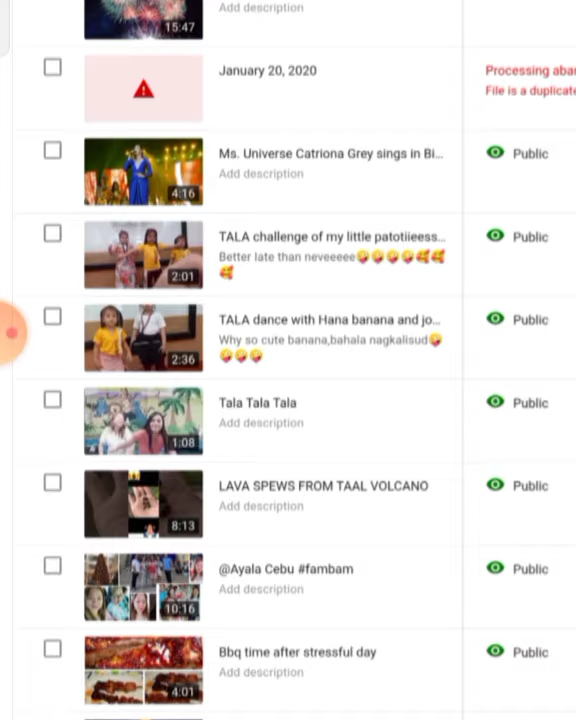 Add description
15:47
January 20, 2020
Processing aba
File is a duplicate
Ms. Universe Catriona Grey sings in Bi...
Public
Add description
4:16
TALA challenge of my little patotiieess...
Public
Better late than neveeeee🤪🤪🤪🤪🥰🥰
🥰
2:01
TALA dance with Hana banana and jo...
Public
Why so cute banana,bahala nagkalisud🤪
🤪🤪🤪
2:36
Tala Tala Tala
Public
Add description
1:08
LAVA SPEWS FROM TAAL VOLCANO
Public
Add description
8:13
@Ayala Cebu #fambam
Public
Add description
10:16
Bbq time after stressful day
Public
Add description
4:01